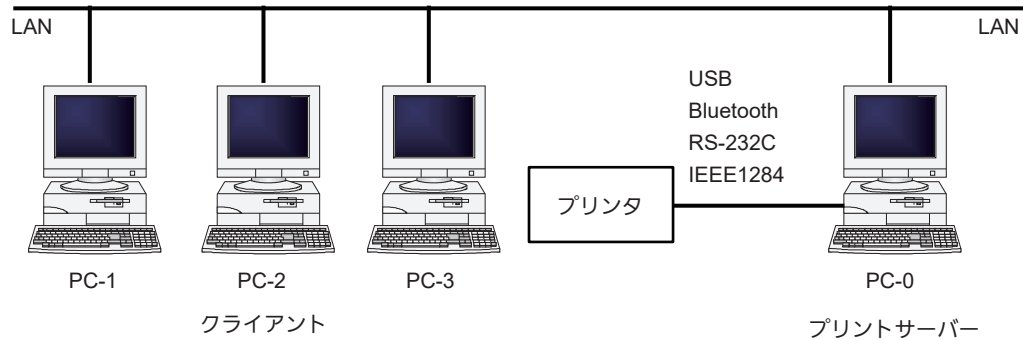 LAN
LAN
USB
Bluetooth
RS-232C
IEEE1284
プリンタ
PC-1
PC-2
PC-3
PC-0
クライアント
プリントサーバー